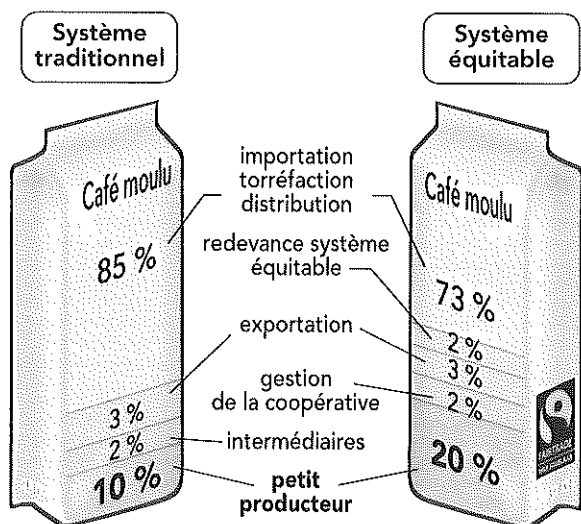 Système
traditionnel
Système
équitable
Café moulu
85 %
3 %
2 %
10 %
importation
torréfaction
distribution
redevance système
équitable
exportation
gestion
de la coopérative
intermédiaires
petit
producteur
Café moulu
73 %
2 %
3 %
2 %
20 %
FAIRTRADE